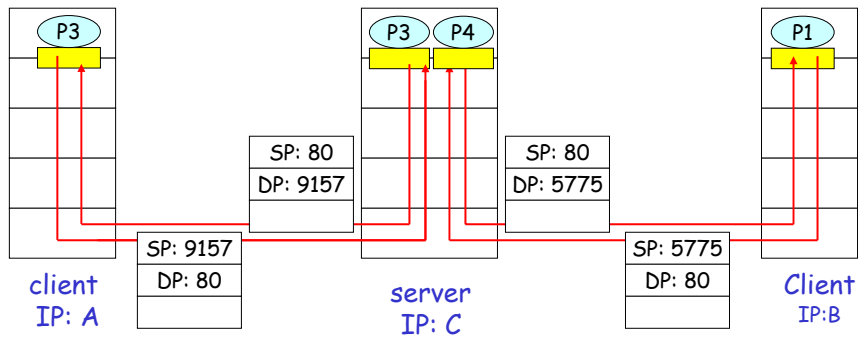 P3
P3 P4
P1
SP: 80
DP: 9157
SP: 80
DP: 5775
SP: 9157
DP: 80
SP: 5775
DP: 80
client
IP: A
server
IP: C
Client
IP:B